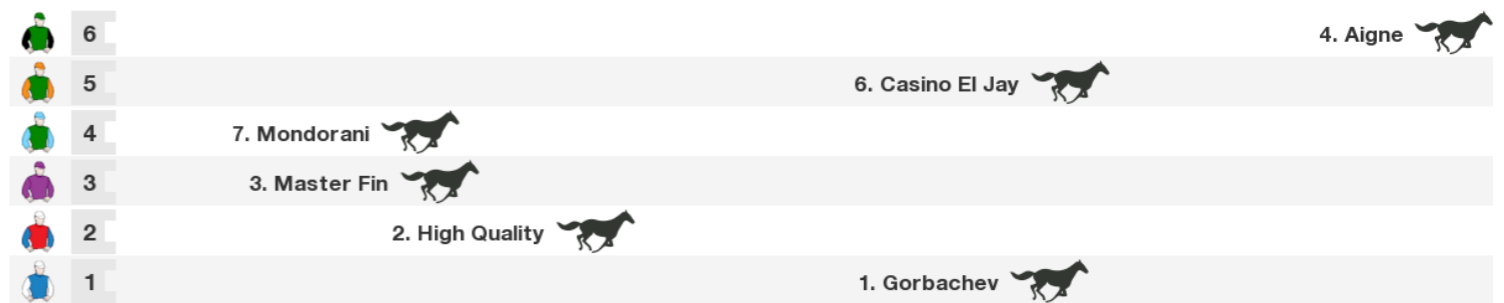 6 4. Aigne
5 6. Casino El Jay
4 7. Mondorani
3 3. Master Fin
2 2. High Quality
1 1. Gorbachev